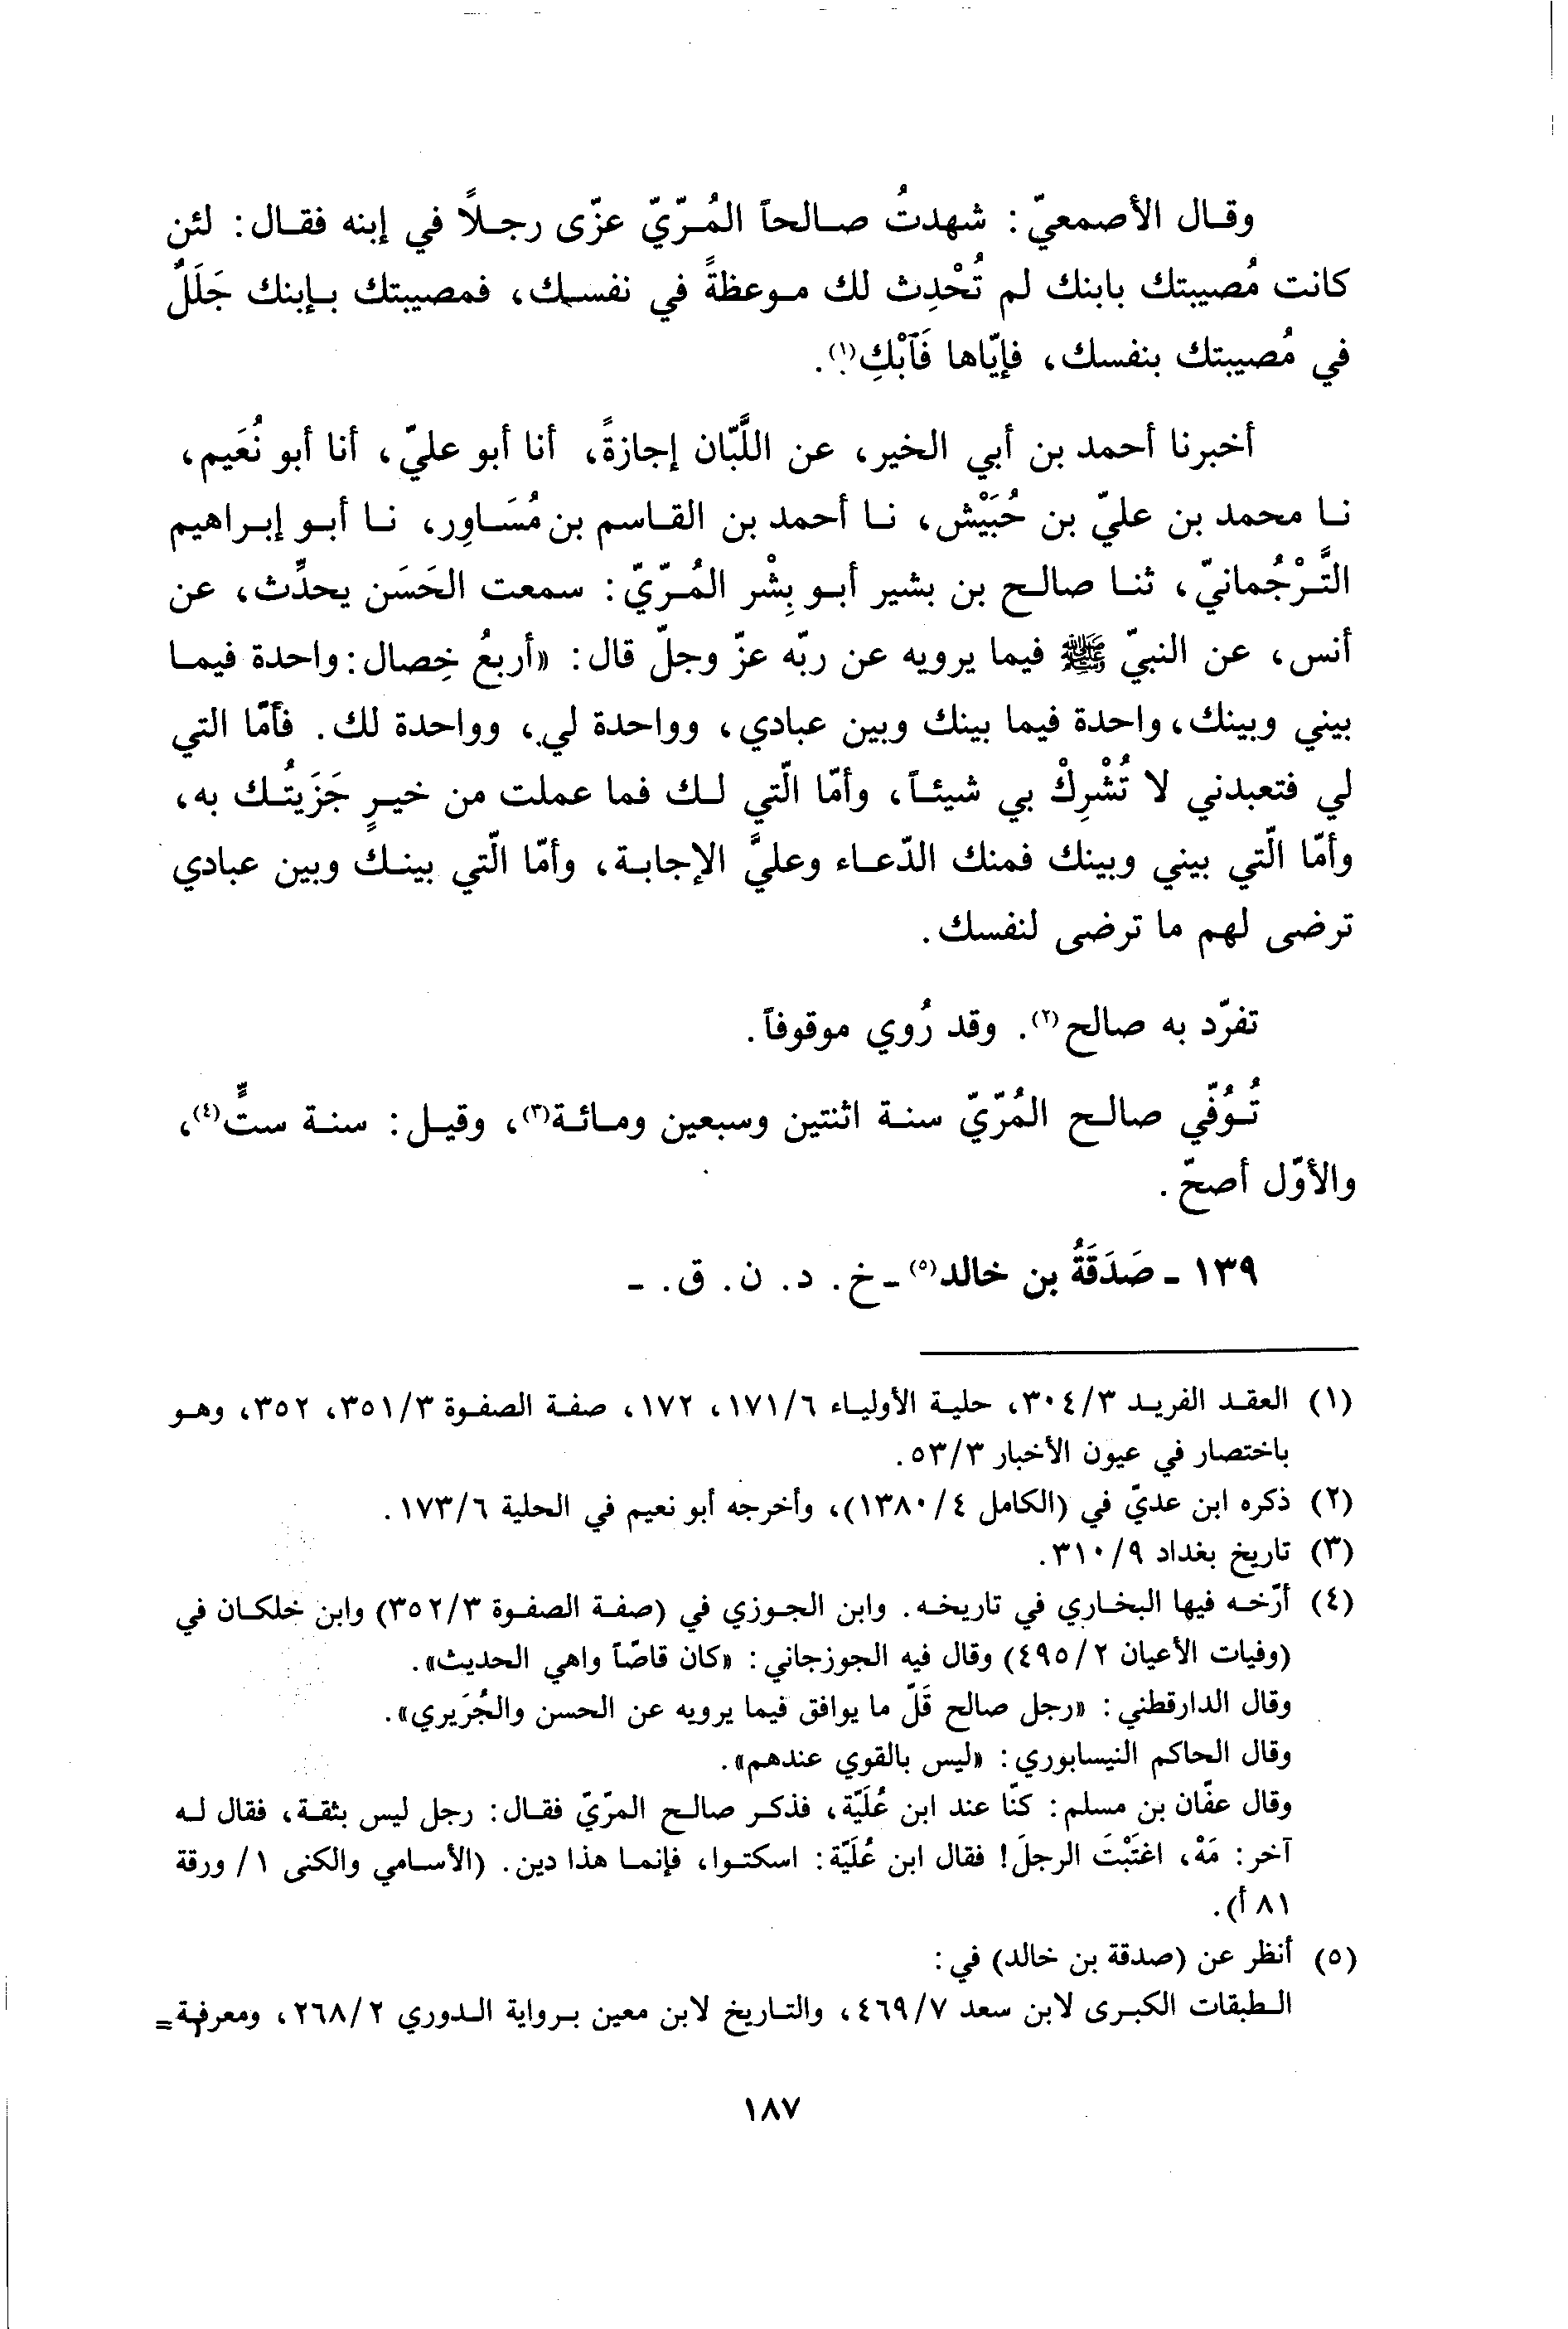 وقال الأصمعيّ: شهدتُ صالحاً المُرّيّ عزّى رجلاً في إبنه فقال: لئن
كانت مُصيبتك بابنك لم تُحْدِث لك موعظةً في نفسك، فمصيبتك بإبنك جَلَلٌ
في مُصيبتك بنفسك، فإيّاها فَآبْكِ(١).
أخبرنا أحمد بن أبي الخير، عن اللَّبّان إجازةً، أنا أبو عليّ، أنا أبو نُعَيم،
نا محمد بن عليّ بن حُبَيْش، نا أحمد بن القاسم بن مُسَاوِر، نا أبو إبراهيم
التَّرْجُمانيّ، ثنا صالح بن بشير أبو بِشْر المُرّيّ: سمعت الحَسَن يحدِّث، عن
أنس، عن النبيّ ﷺ فيما يرويه عن ربّه عزّ وجلّ قال: «أربعُ خِصال: واحدة فيما
بيني وبينك، واحدة فيما بينك وبين عبادي، وواحدة لي، وواحدة لك. فأمّا التي
لي فتعبدني لا تُشْرِكْ بي شيئاً، وأمّا الّتي لك فما عملت من خيرٍ جَزَيتُك به،
وأمّا الّتي بيني وبينك فمنك الدّعاء وعليَّ الإجابة، وأمّا الّتي بينك وبين عبادي
ترضى لهم ما ترضى لنفسك.
تفرّد به صالح(٢). وقد رُوي موقوفاً.
تُوُفّي صالح المُرّيّ سنة اثنتين وسبعين ومائة(٣)، وقيل: سنة ستٍّ(٤)،
والأوّل أصحّ.
١٣٩ - صَدَقَةُ بن خالد(٥) - خ. د. ن. ق. -
(١) العقد الفريد ٣٠٤/٣، حلية الأولياء ١٧١/٦، ١٧٢، صفة الصفوة ٣٥١/٣، ٣٥٢، وهو
باختصار في عيون الأخبار ٥٣/٣.
(٢) ذكره ابن عديّ في (الكامل ١٣٨٠/٤)، وأخرجه أبو نعيم في الحلية ١٧٣/٦.
(٣) تاريخ بغداد ٣١٠/٩.
(٤) أرّخه فيها البخاري في تاريخه. وابن الجوزي في (صفة الصفوة ٣٥٢/٣) وابن خلكان في
(وفيات الأعيان ٤٩٥/٢) وقال فيه الجوزجاني: «كان قاصّاً واهي الحديث».
وقال الدارقطني: «رجل صالح قَلّ ما يوافق فيما يرويه عن الحسن والجُرَيري».
وقال الحاكم النيسابوري: «ليس بالقوي عندهم».
وقال عفّان بن مسلم: كنّا عند ابن عُلَيّة، فذكر صالح المرّيّ فقال: رجل ليس بثقة، فقال له
آخر: مَهْ، اغتَبْتَ الرجلَ! فقال ابن عُلَيّة: اسكتوا، فإنما هذا دين. (الأسامي والكنى ١/ ورقة
٨١ أ).
(٥) أنظر عن (صدقة بن خالد) في:
الطبقات الكبرى لابن سعد ٤٦٩/٧، والتاريخ لابن معين برواية الدوري ٢٦٨/٢، ومعرفة=
١٨٧